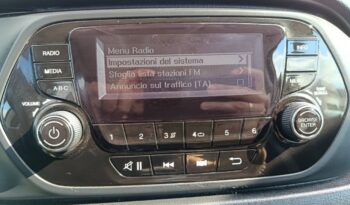 RADIO
MEDIA
A-B-C
VOLUME
Menu Radio
Impostazioni del sistema >
Sfoglia lista stazioni FM >
Annuncio sul traffico (TA)
INFO
BROWSE
ENTER
1 2 3 4 5 6